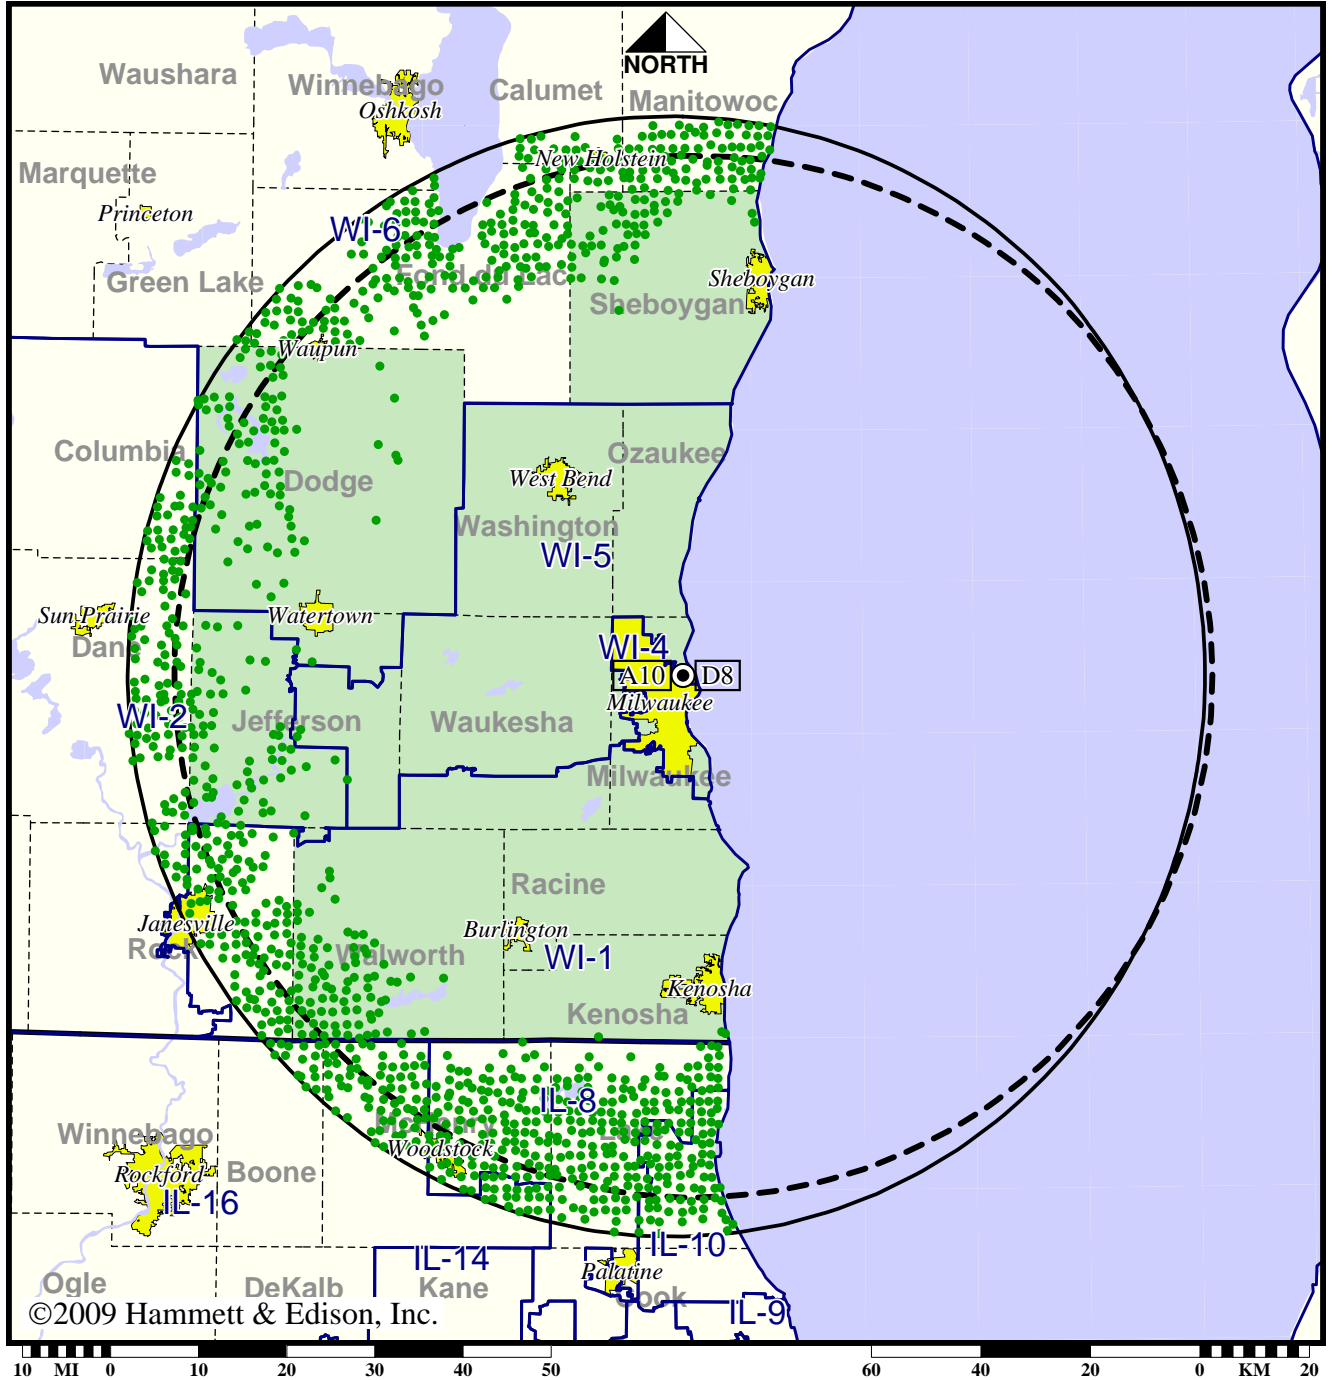 NORTH
Waushara
Winnebago
Oshkosh
Calumet
Manitowoc
New Holstein
Marquette
Princeton
WI-6
Green Lake
Fond du Lac
Sheboygan
Sheboygan
Waupun
Columbia
Dodge
Ozaukee
West Bend
Washington
WI-5
Sun Prairie
Dane
Watertown
WI-4
A10
D8
Milwaukee
WI-2
Jefferson
Waukesha
Milwaukee
Racine
Janesville
Rock
Walworth
Burlington
WI-1
Kenosha
Kenosha
IL-8
Winnebago
McHenry
Lake
Woodstock
Rockford
Boone
IL-16
IL-10
IL-14
Palatine
Ogle
DeKalb
Kane
Cook
IL-9
©2009 Hammett & Edison, Inc.
10 MI 0 10 20 30 40 50
60 40 20 0 KM 20